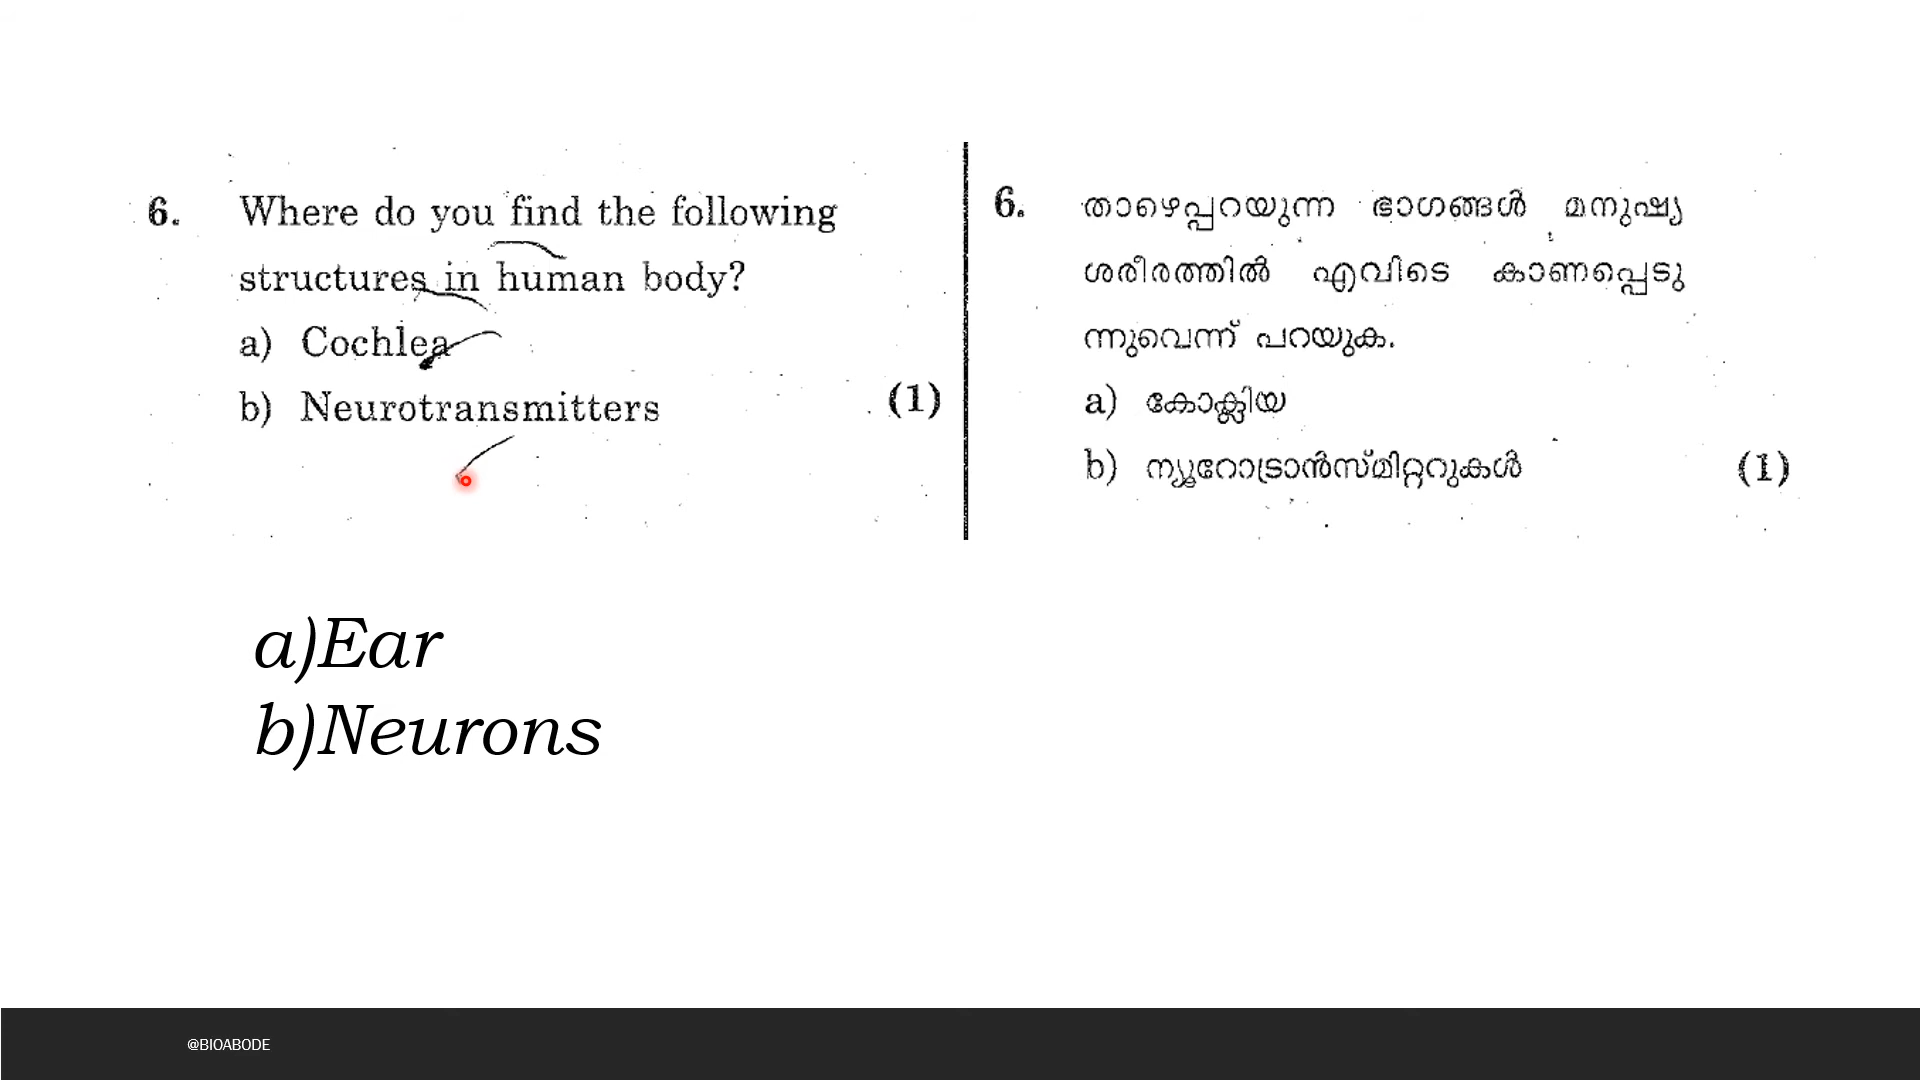 6. Where do you find the following
structures in human body?
a) Cochlea
b) Neurotransmitters (1)
6. താഴെപ്പറയുന്ന ഭാഗങ്ങൾ മനുഷ്യ
ശരീരത്തിൽ എവിടെ കാണപ്പെടു
ന്നുവെന്ന് പറയുക.
a) കോക്ലിയ
b) ന്യൂറോട്രാൻസ്മിറ്ററുകൾ (1)
a)Ear
b)Neurons
@BIOABODE